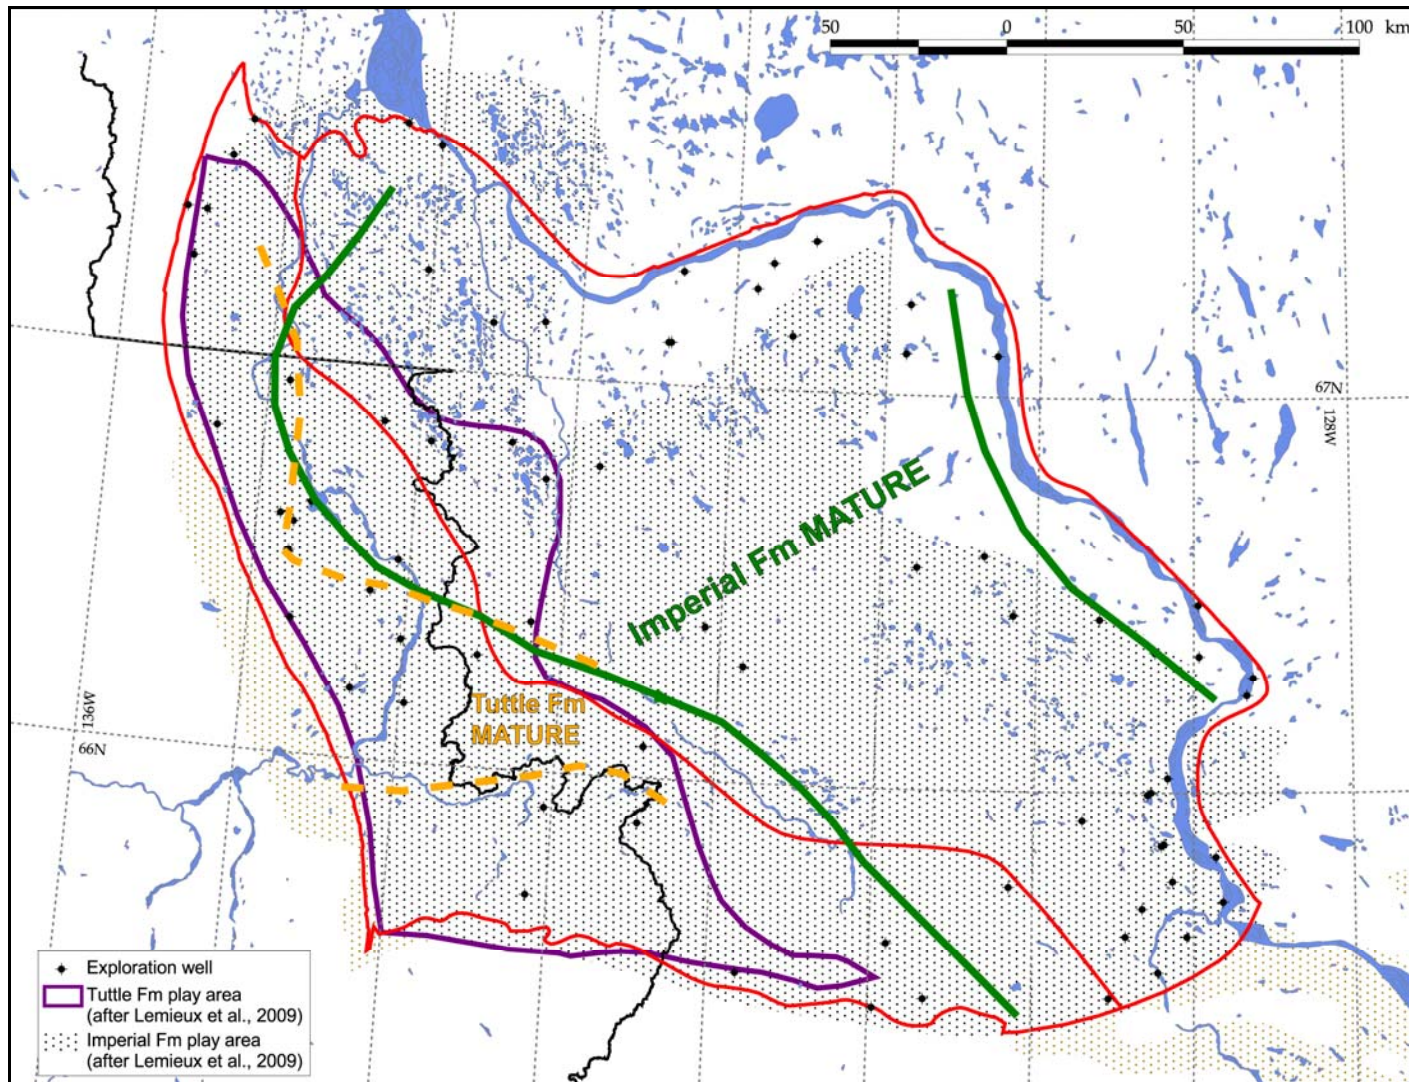 50 0 50 100 km
67N
128W
Imperial Fm MATURE
136W
66N
Tuttle Fm
MATURE
Exploration well
Tuttle Fm play area
(after Lemieux et al., 2009)
Imperial Fm play area
(after Lemieux et al., 2009)